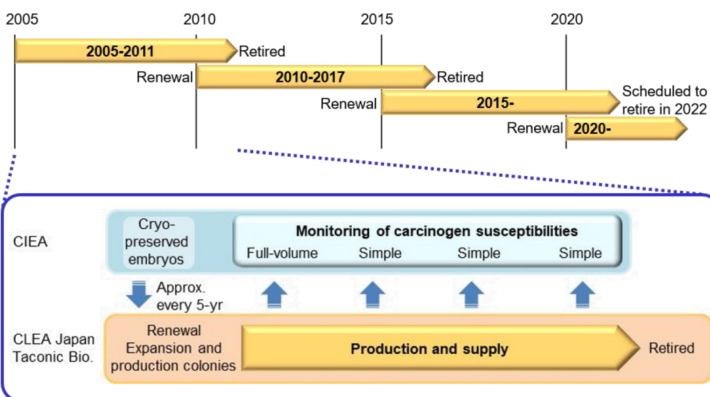 2005 2010 2015 2020
2005-2011 Retired
Renewal 2010-2017 Retired
Scheduled to
Renewal 2015- retire in 2022
Renewal 2020-
CIEA
Cryo-
preserved
embryos
Monitoring of carcinogen susceptibilities
Full-volume Simple Simple Simple
Approx.
every 5-yr
CLEA Japan
Taconic Bio.
Renewal
Expansion and
production colonies
Production and supply
Retired